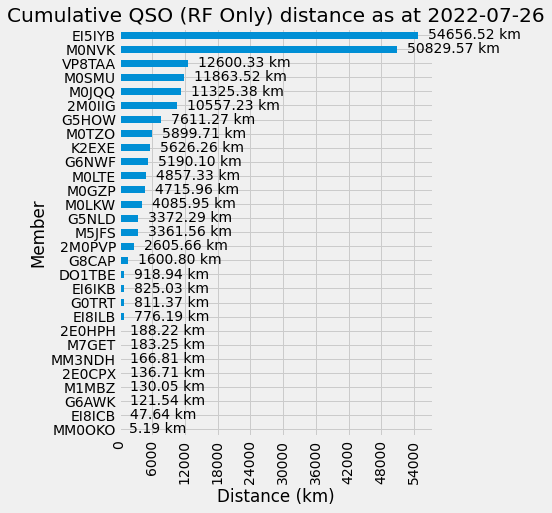 Cumulative QSO (RF Only) distance as at 2022-07-26
EI5IYB 54656.52 km
M0NVK 50829.57 km
VP8TAA 12600.33 km
M0SMU 11863.52 km
M0JQQ 11325.38 km
2M0IIG 10557.23 km
G5HOW 7611.27 km
M0TZO 5899.71 km
K2EXE 5626.26 km
G6NWF 5190.10 km
M0LTE 4857.33 km
M0GZP 4715.96 km
M0LKW 4085.95 km
G5NLD 3372.29 km
M5JFS 3361.56 km
2M0PVP 2605.66 km
G8CAP 1600.80 km
DO1TBE 918.94 km
EI6IKB 825.03 km
G0TRT 811.37 km
EI8ILB 776.19 km
2E0HPH 188.22 km
M7GET 183.25 km
MM3NDH 166.81 km
2E0CPX 136.71 km
M1MBZ 130.05 km
G6AWK 121.54 km
EI8ICB 47.64 km
MM0OKO 5.19 km
Member
0 6000 12000 18000 24000 30000 36000 42000 48000 54000
Distance (km)